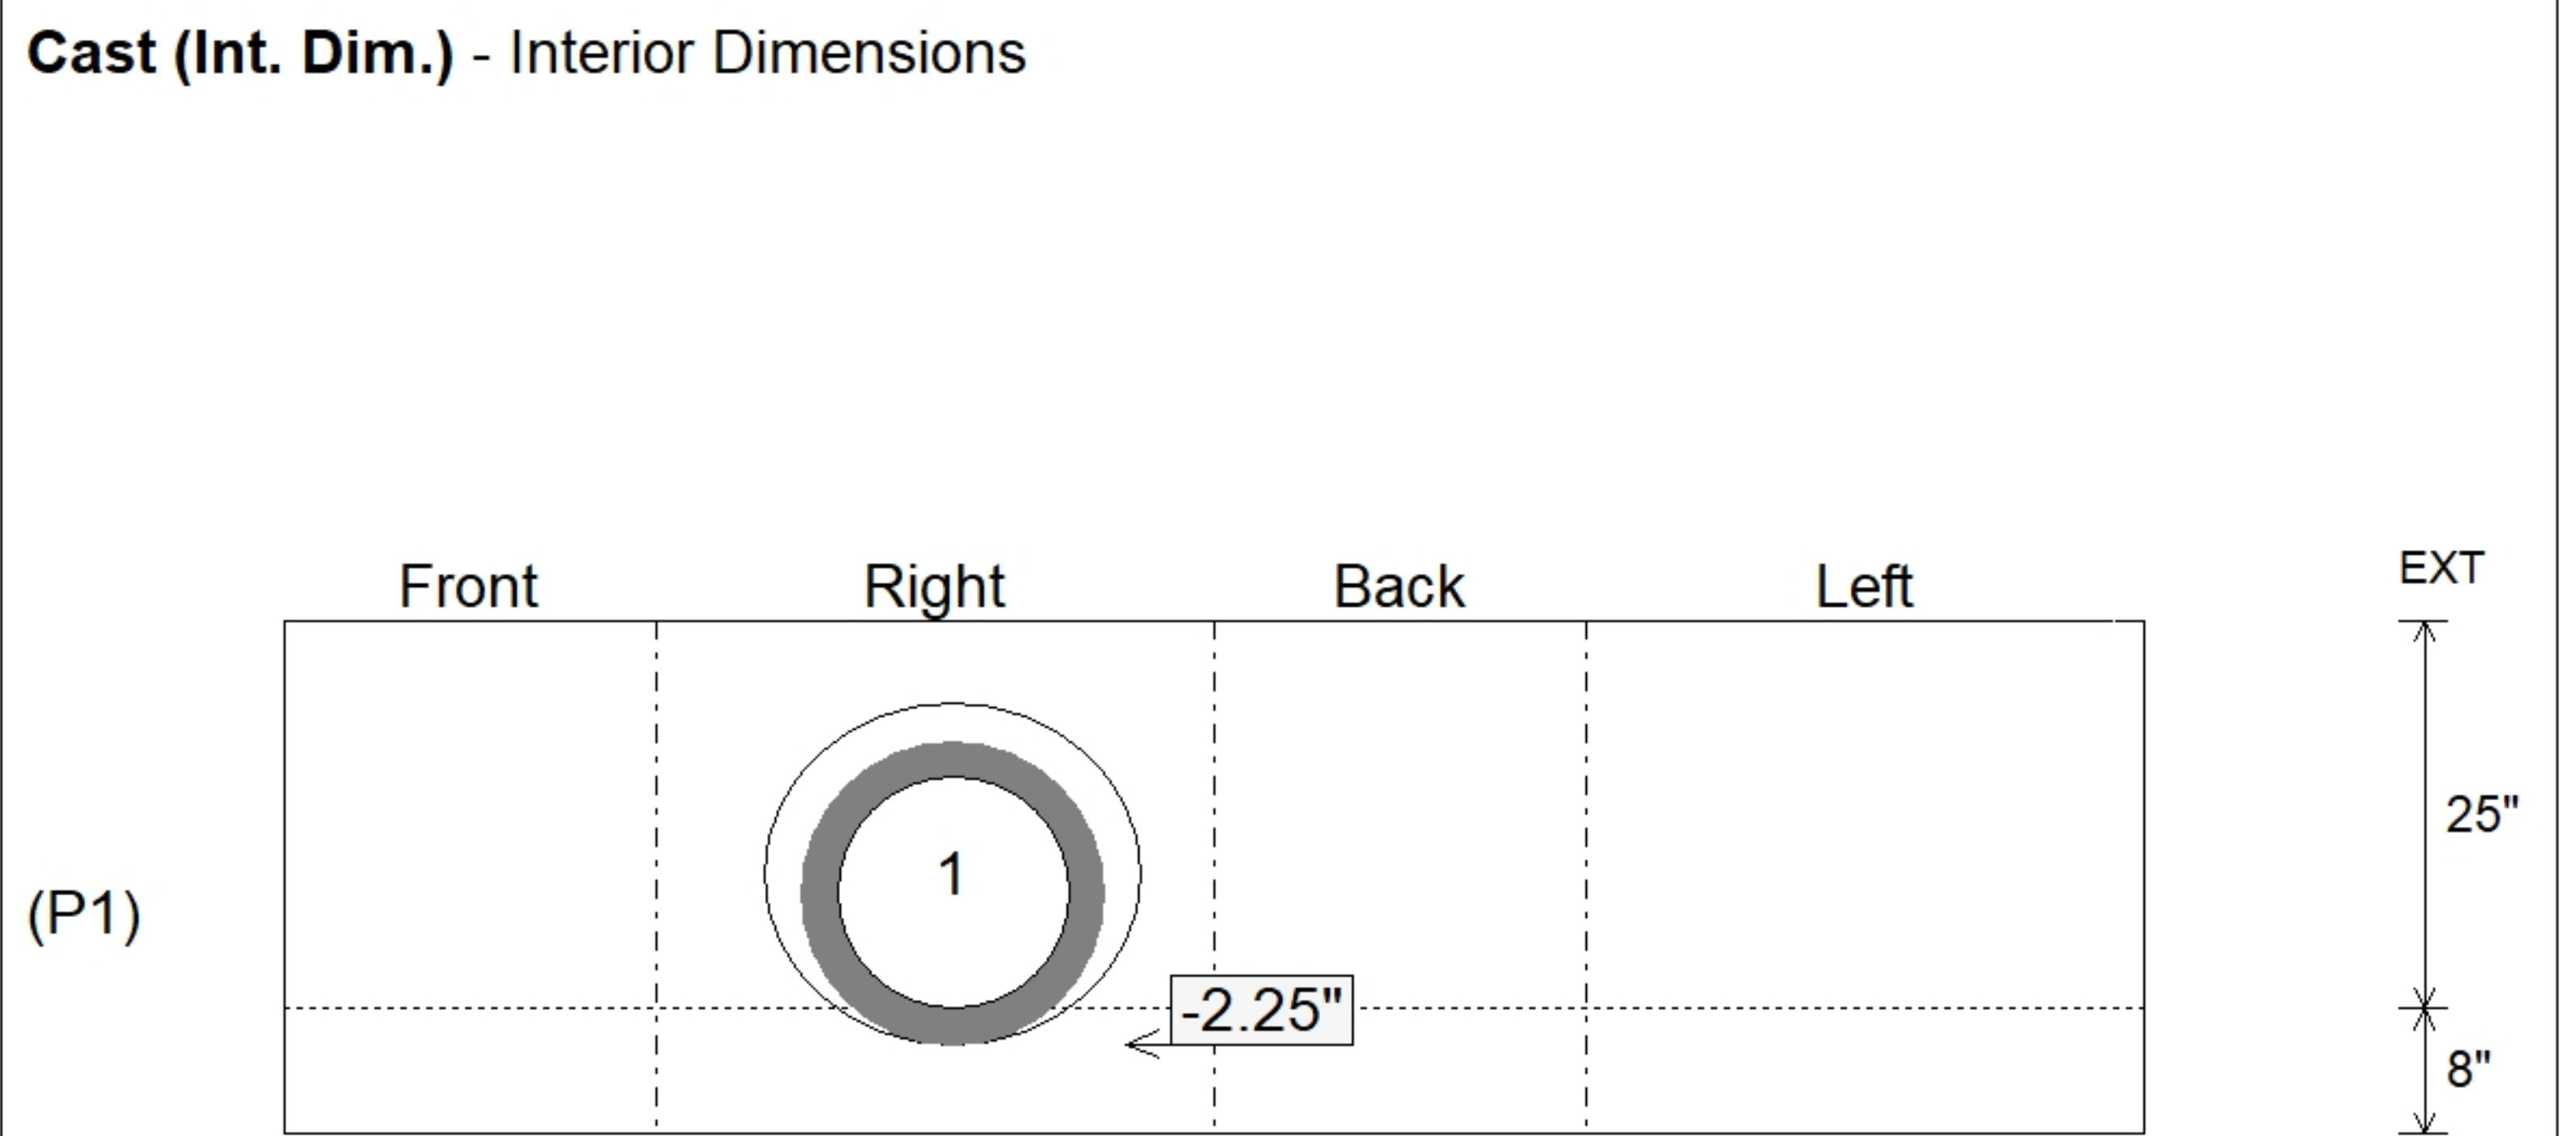 Cast (Int. Dim.) - Interior Dimensions
Front Right Back Left EXT
25"
1
(P1)
-2.25"
8"